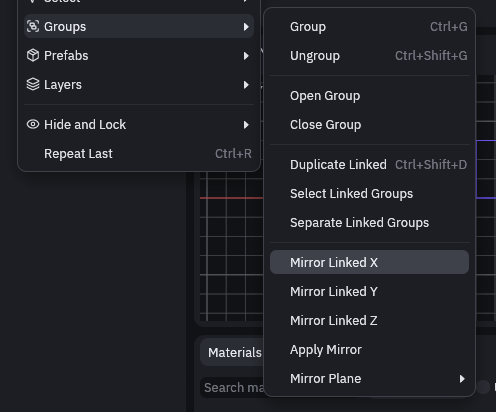 Groups
Prefabs
Layers
Hide and Lock
Repeat Last Ctrl+R
Group Ctrl+G
Ungroup Ctrl+Shift+G
Open Group
Close Group
Duplicate Linked Ctrl+Shift+D
Select Linked Groups
Separate Linked Groups
Mirror Linked X
Mirror Linked Y
Mirror Linked Z
Apply Mirror
Mirror Plane
Materials
Search